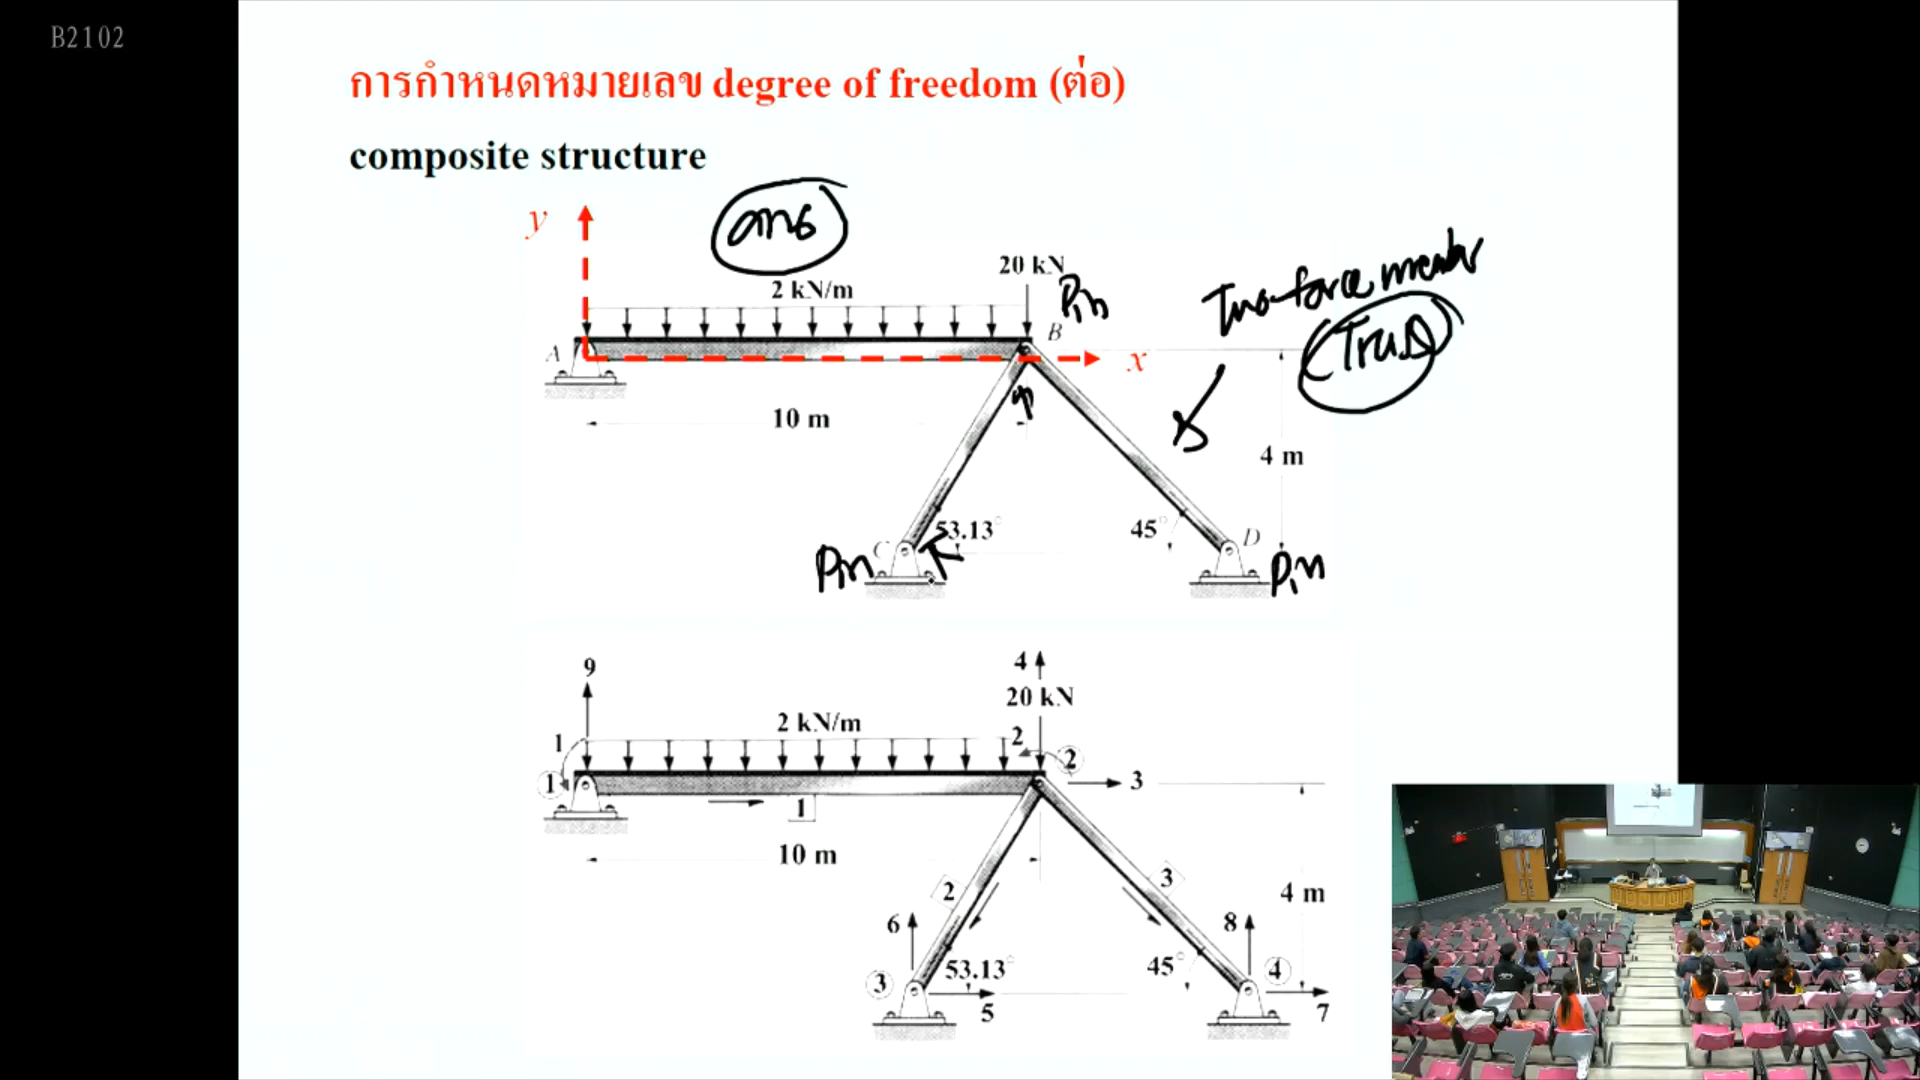 B2102
การกำหนดหมายเลข degree of freedom (ต่อ)
composite structure
y
คาน
20 kN
Pin
Two-force member
2 kN/m
B
A
x
10 m
4 m
53.13°
45°
C
D
Pin
Pin
9
4
20 kN
2 kN/m
1
2
2
1
3
1
10 m
2
3
4 m
6
8
53.13°
45°
3
4
5
7